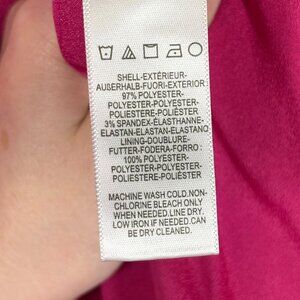 SHELL-EXTÉRIEUR-
AUßERHALB-FUORI-EXTERIOR :
97% POLYESTER-
POLYESTER-POLYESTER-
POLIESTERE-POLIÉSTER
3% SPANDEX-ÉLASTHANNE-
ELASTAN-ELASTAN-ELASTANO
LINING-DOUBLURE-
FUTTER-FODERA-FORRO :
100% POLYESTER-
POLYESTER-POLYESTER-
POLIESTERE-POLIÉSTER
MACHINE WASH COLD.NON-
CHLORINE BLEACH ONLY
WHEN NEEDED.LINE DRY.
LOW IRON IF NEEDED.CAN
BE DRY CLEANED.